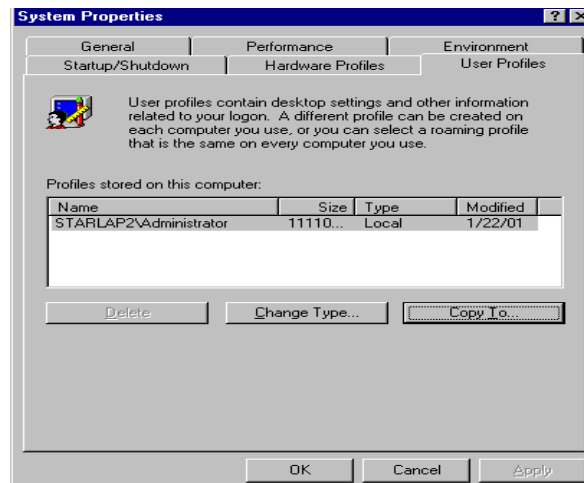 System Properties
General Performance Environment
Startup/Shutdown Hardware Profiles User Profiles
User profiles contain desktop settings and other information
related to your logon. A different profile can be created on
each computer you use, or you can select a roaming profile
that is the same on every computer you use.
Profiles stored on this computer:
Name Size Type Modified
STARLAP2\Administrator 11110... Local 1/22/01
Delete Change Type... Copy To...
OK Cancel Apply